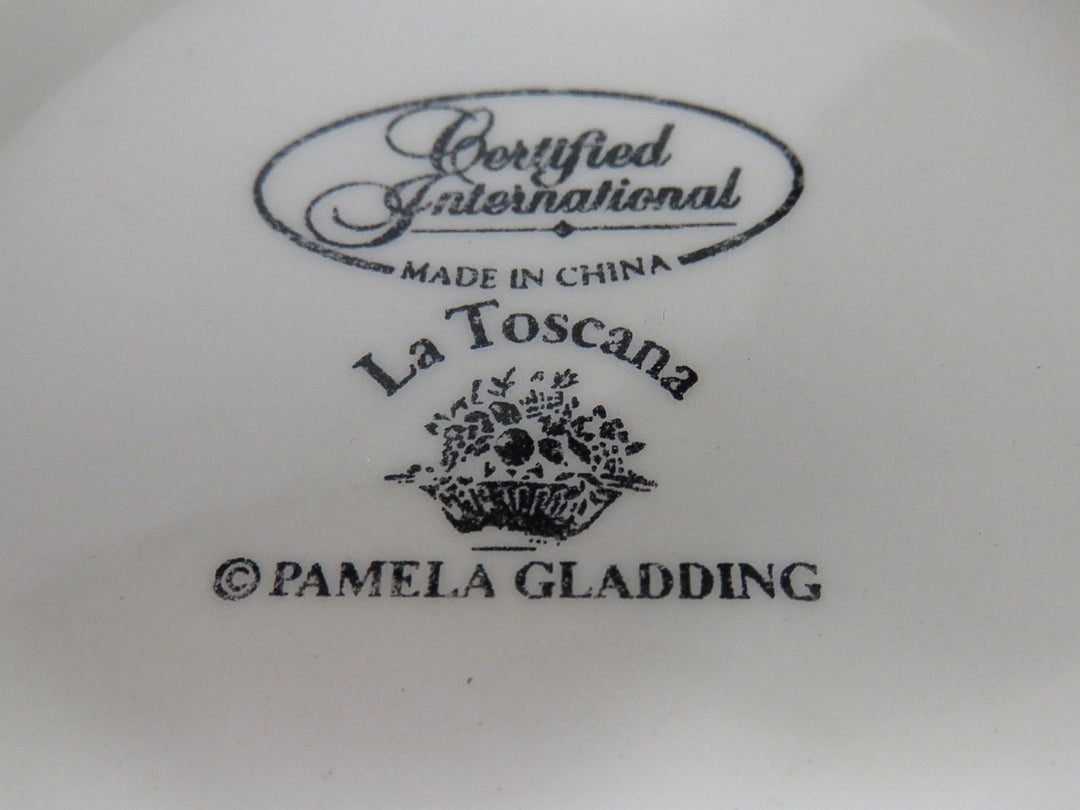 Certified
International
MADE IN CHINA
La Toscana
©PAMELA GLADDING